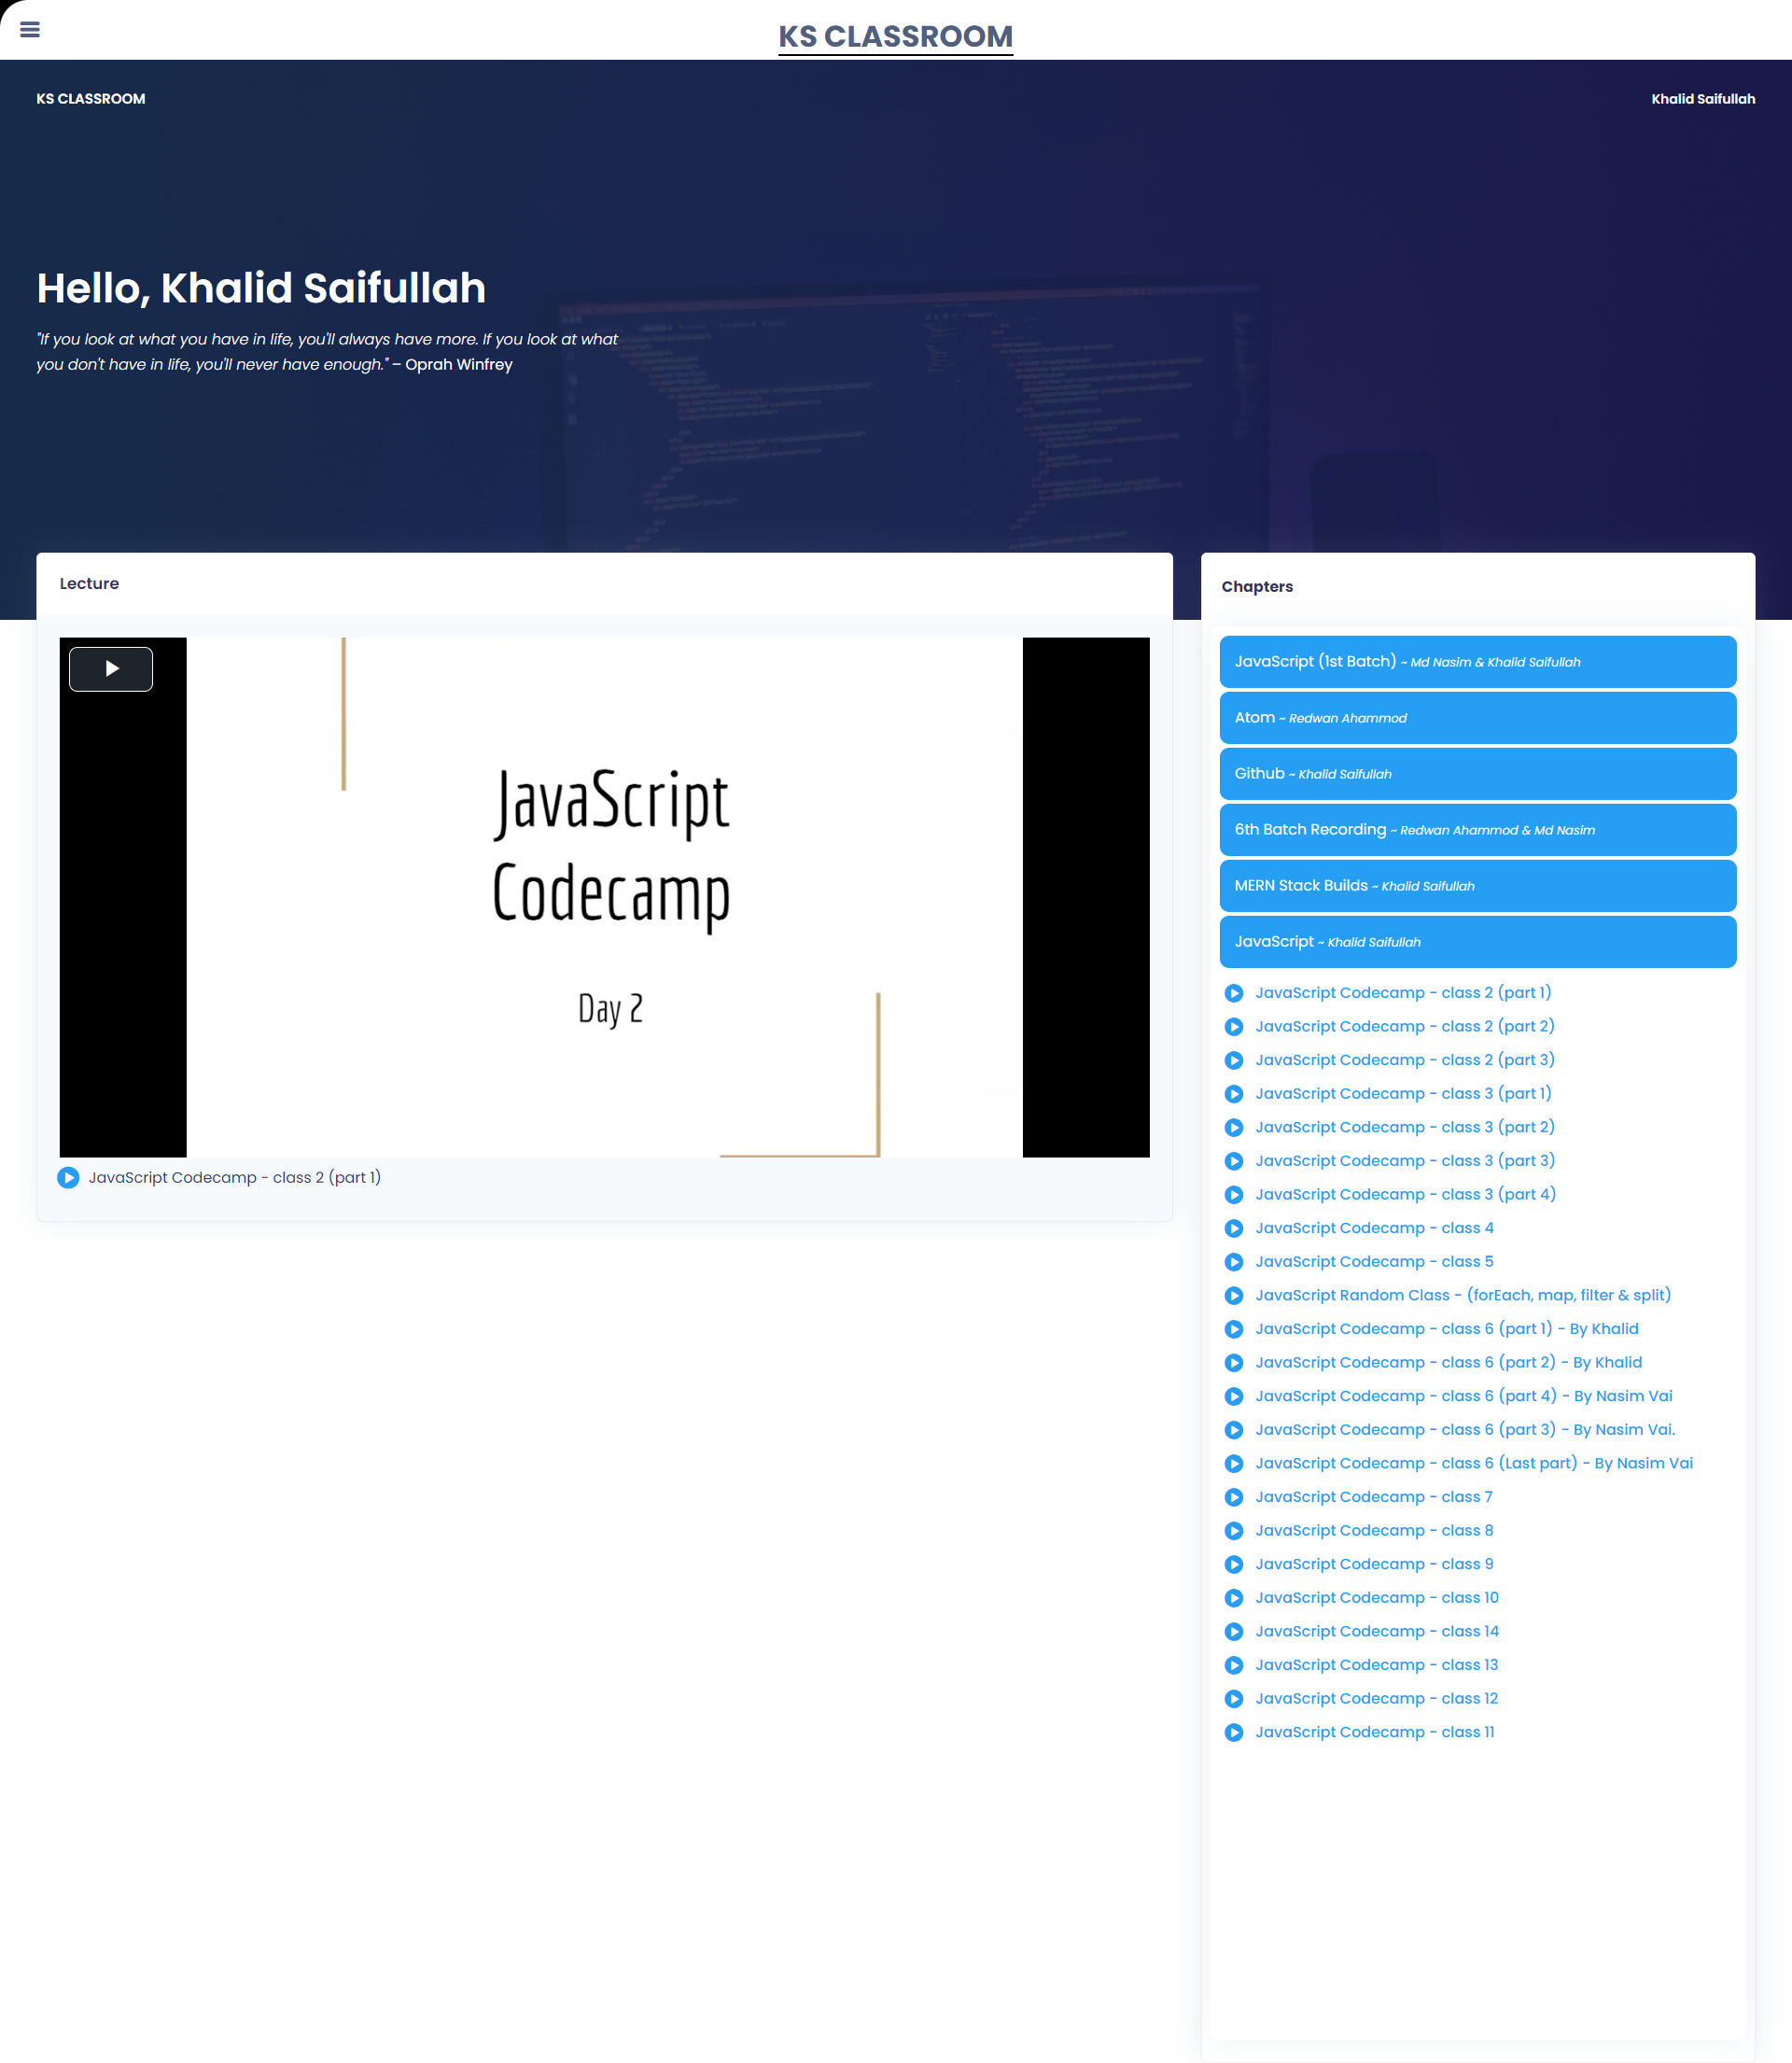 KS CLASSROOM
KS CLASSROOM
Khalid Saifullah
Hello, Khalid Saifullah
"If you look at what you have in life, you'll always have more. If you look at what
you don't have in life, you'll never have enough." – Oprah Winfrey
Lecture
JavaScript
Codecamp
Day 2
JavaScript Codecamp - class 2 (part 1)
Chapters
JavaScript (1st Batch) ~ Md Nasim & Khalid Saifullah
Atom ~ Redwan Ahammod
Github ~ Khalid Saifullah
6th Batch Recording ~ Redwan Ahammod & Md Nasim
MERN Stack Builds ~ Khalid Saifullah
JavaScript ~ Khalid Saifullah
JavaScript Codecamp - class 2 (part 1)
JavaScript Codecamp - class 2 (part 2)
JavaScript Codecamp - class 2 (part 3)
JavaScript Codecamp - class 3 (part 1)
JavaScript Codecamp - class 3 (part 2)
JavaScript Codecamp - class 3 (part 3)
JavaScript Codecamp - class 3 (part 4)
JavaScript Codecamp - class 4
JavaScript Codecamp - class 5
JavaScript Random Class - (forEach, map, filter & split)
JavaScript Codecamp - class 6 (part 1) - By Khalid
JavaScript Codecamp - class 6 (part 2) - By Khalid
JavaScript Codecamp - class 6 (part 4) - By Nasim Vai
JavaScript Codecamp - class 6 (part 3) - By Nasim Vai.
JavaScript Codecamp - class 6 (Last part) - By Nasim Vai
JavaScript Codecamp - class 7
JavaScript Codecamp - class 8
JavaScript Codecamp - class 9
JavaScript Codecamp - class 10
JavaScript Codecamp - class 14
JavaScript Codecamp - class 13
JavaScript Codecamp - class 12
JavaScript Codecamp - class 11